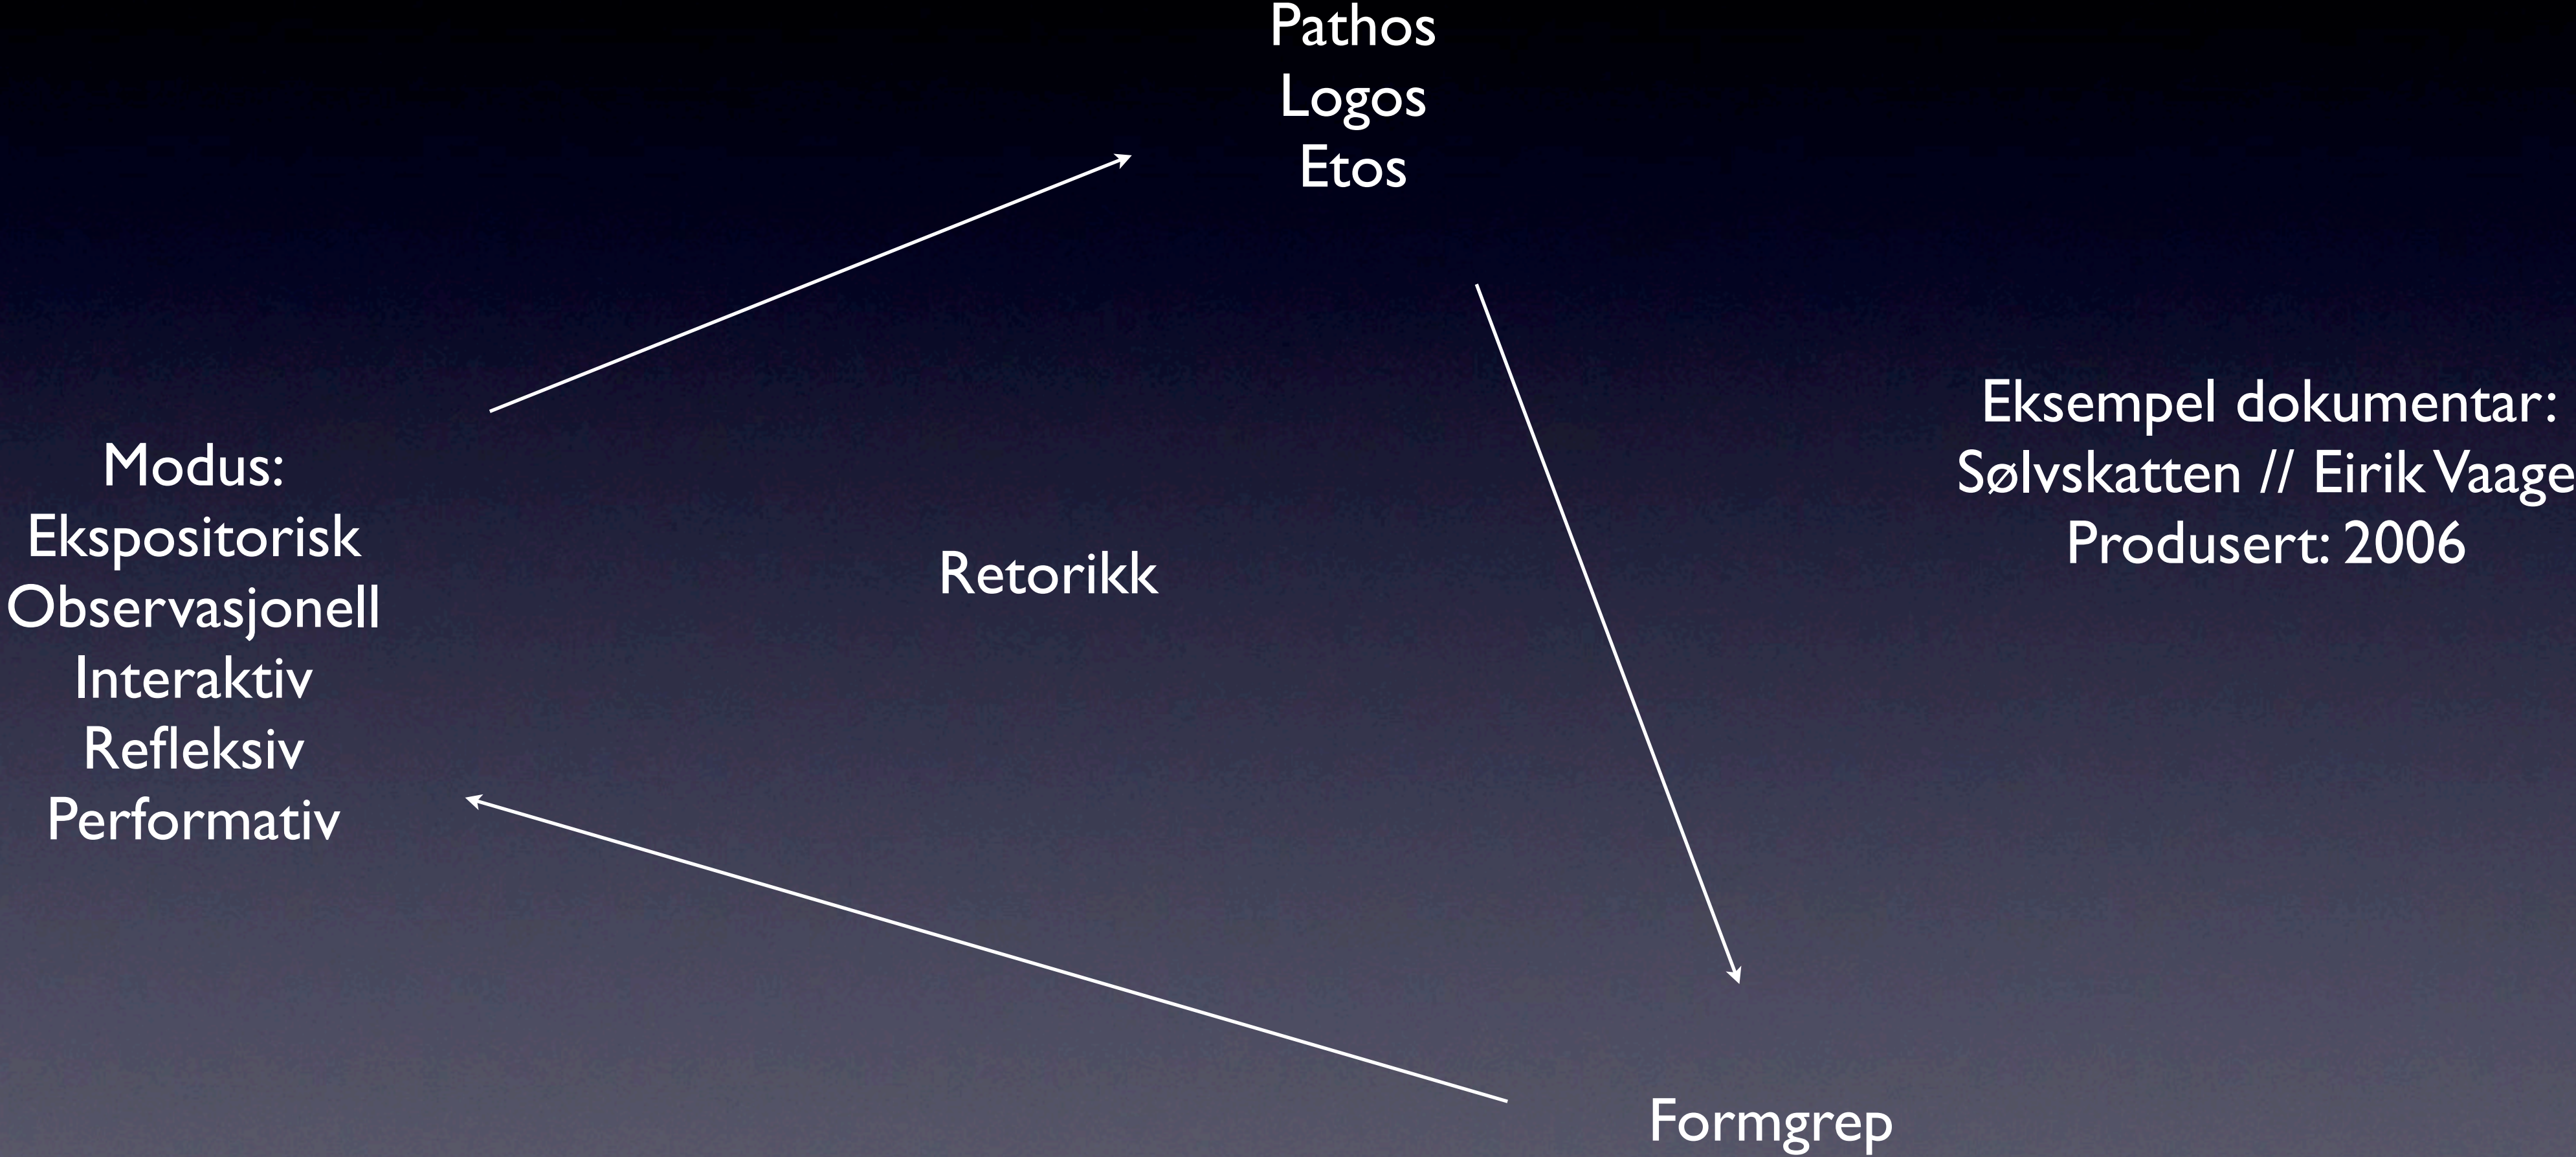 Pathos
Logos
Etos
Modus:
Ekspositorisk
Observasjonell
Interaktiv
Refleksiv
Performativ
Retorikk
Eksempel dokumentar:
Sølvskatten // Eirik Vaage
Produsert: 2006
Formgrep